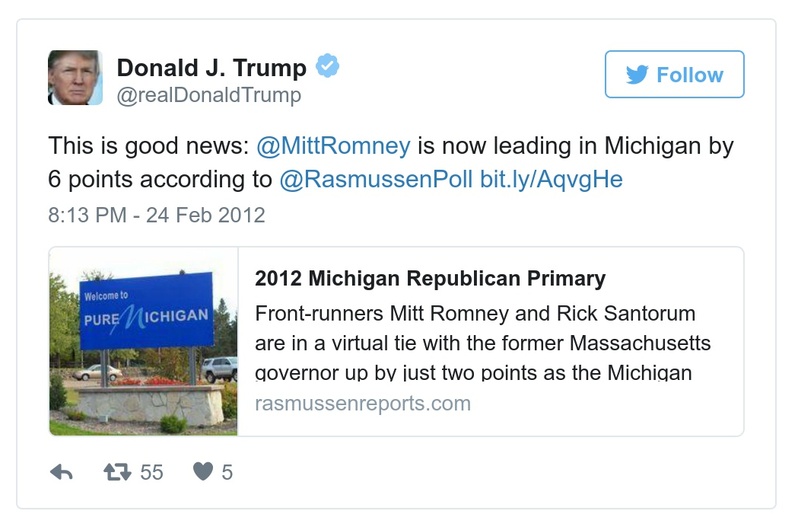 Donald J. Trump
@realDonaldTrump
Follow
This is good news: @MittRomney is now leading in Michigan by
6 points according to @RasmussenPoll bit.ly/AqvgHe
8:13 PM - 24 Feb 2012
Welcome to
PURE MICHIGAN
2012 Michigan Republican Primary
Front-runners Mitt Romney and Rick Santorum
are in a virtual tie with the former Massachusetts
governor up by just two points as the Michigan
rasmussenreports.com
55
5